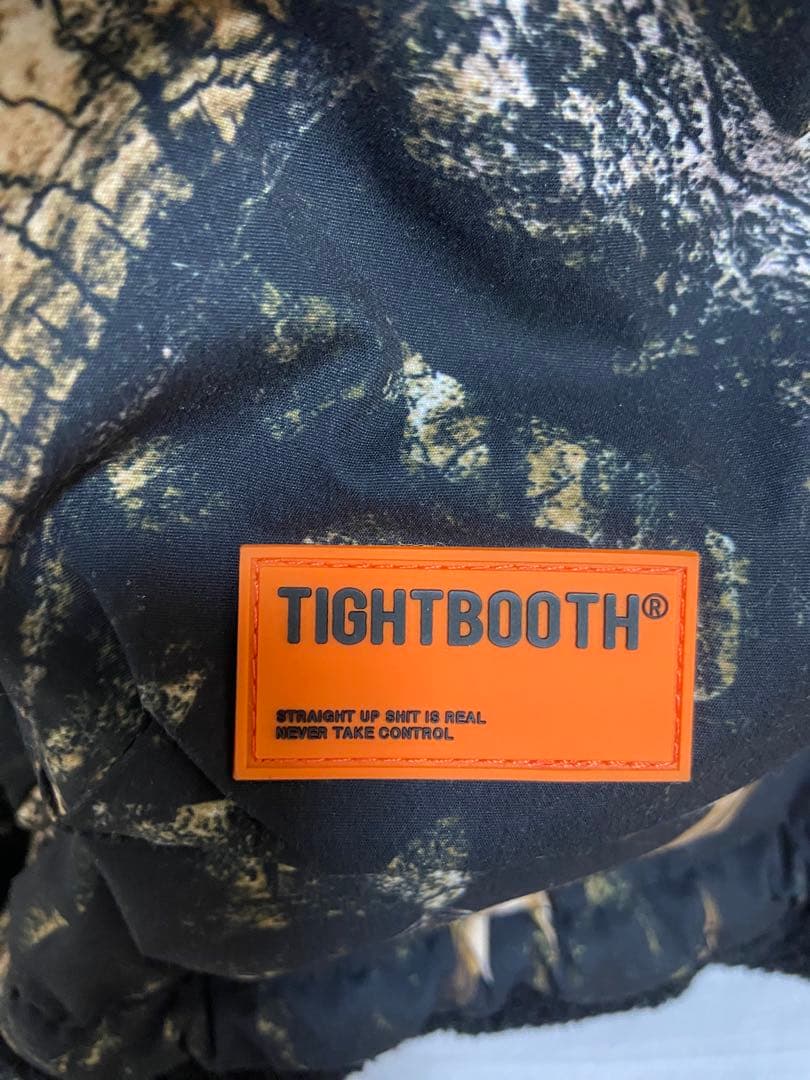 TIGHTBOOTH®
STRAIGHT UP SHIT IS REAL
NEVER TAKE CONTROL